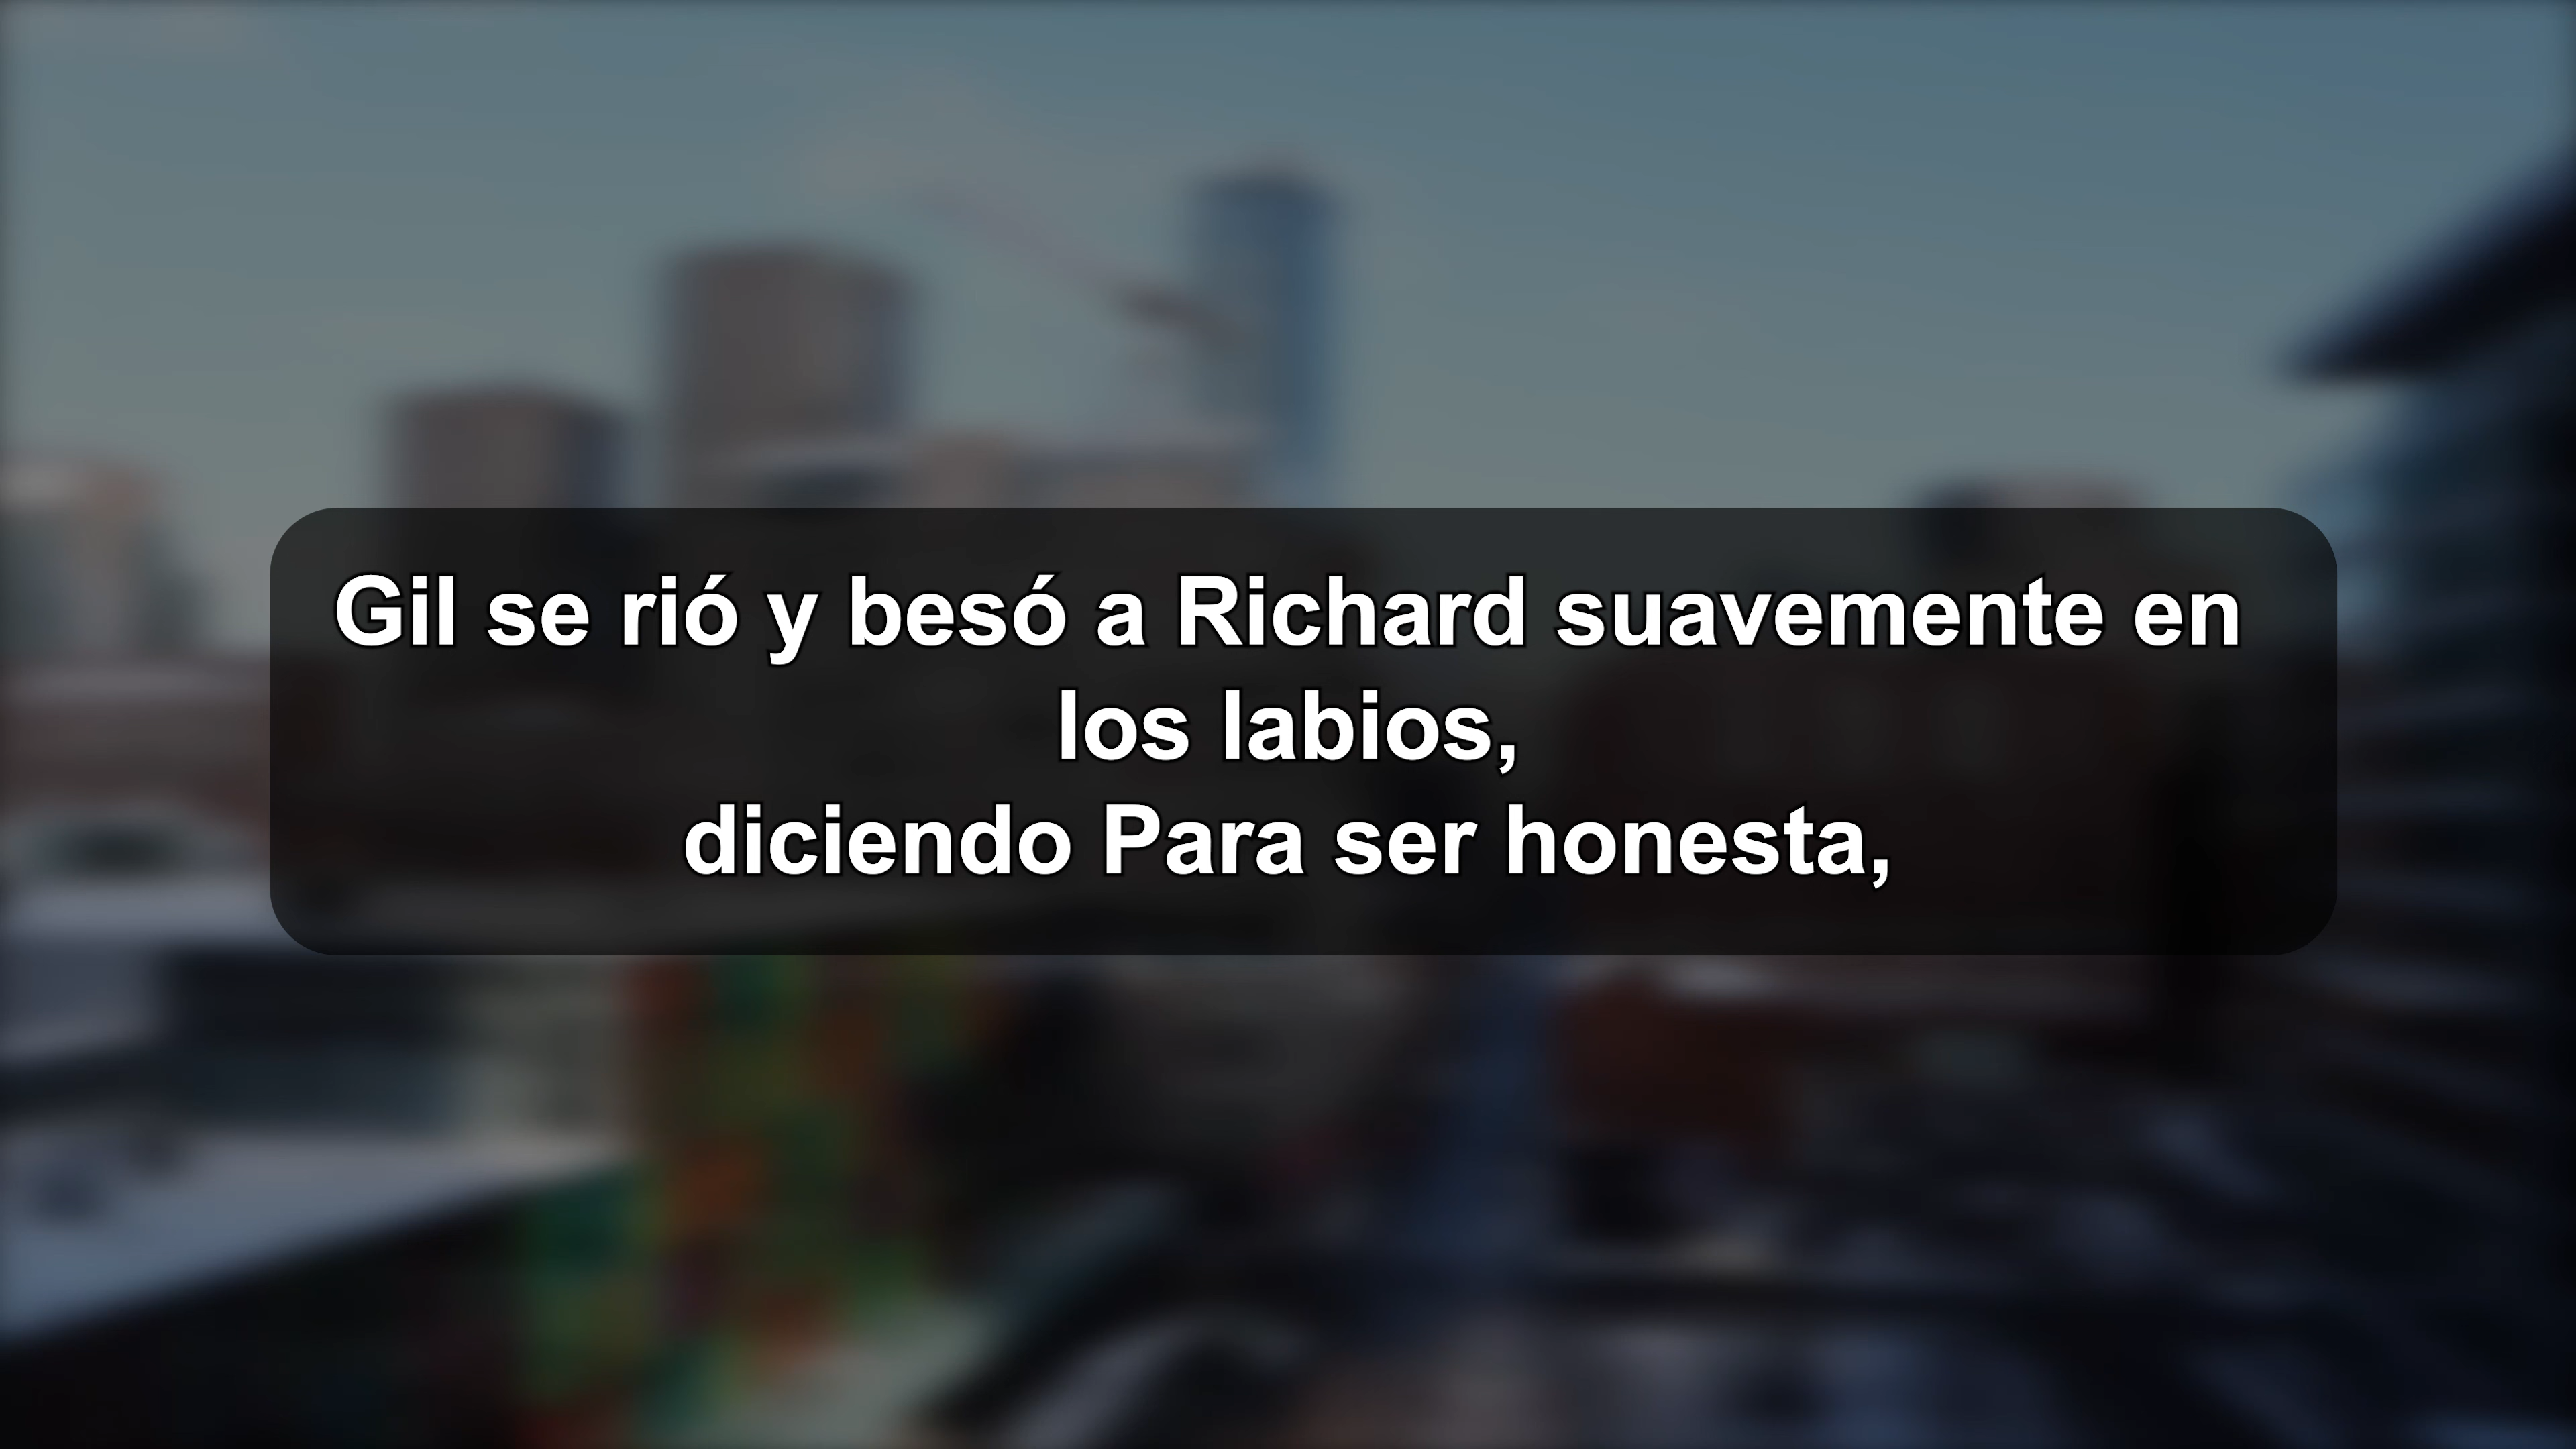 Gil se rió y besó a Richard suavemente en
los labios,
diciendo Para ser honesta,